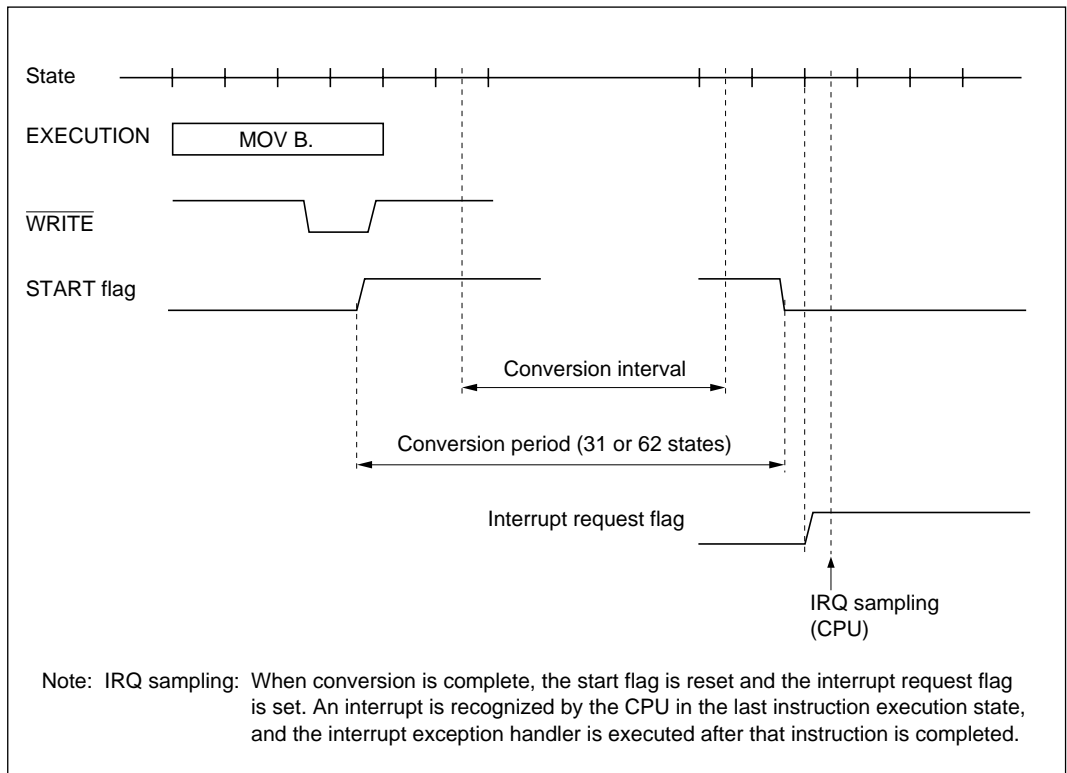 State
EXECUTION
MOV B.
WRITE
START flag
Conversion interval
Conversion period (31 or 62 states)
Interrupt request flag
IRQ sampling
(CPU)
Note: IRQ sampling: When conversion is complete, the start flag is reset and the interrupt request flag
is set. An interrupt is recognized by the CPU in the last instruction execution state,
and the interrupt exception handler is executed after that instruction is completed.